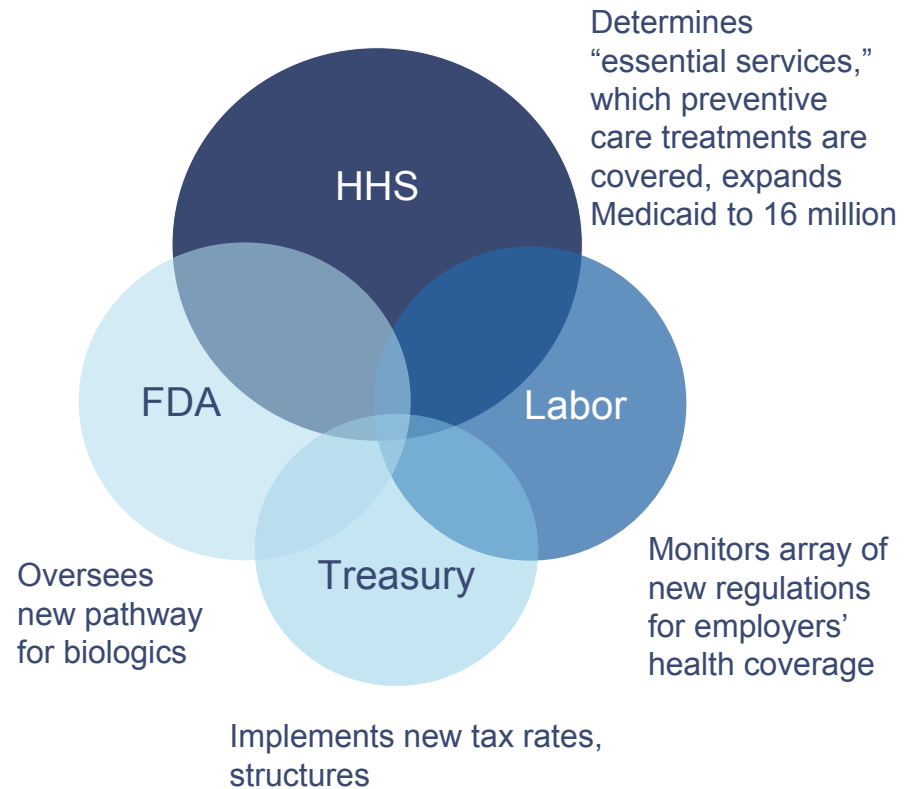 Determines
“essential services,”
which preventive
care treatments are
covered, expands
Medicaid to 16 million
HHS
FDA
Labor
Treasury
Oversees
new pathway
for biologics
Monitors array of
new regulations
for employers’
health coverage
Implements new tax rates,
structures